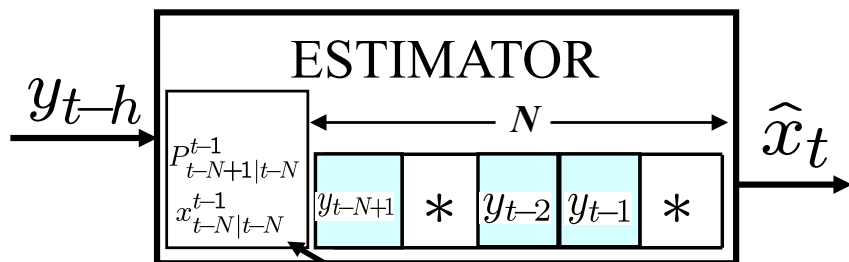 ESTIMATOR
y_{t-h}
N
\hat{x}_t
P^{t-1}_{t-N+1|t-N}
x^{t-1}_{t-N|t-N}
y_{t-N+1} * y_{t-2} y_{t-1} *